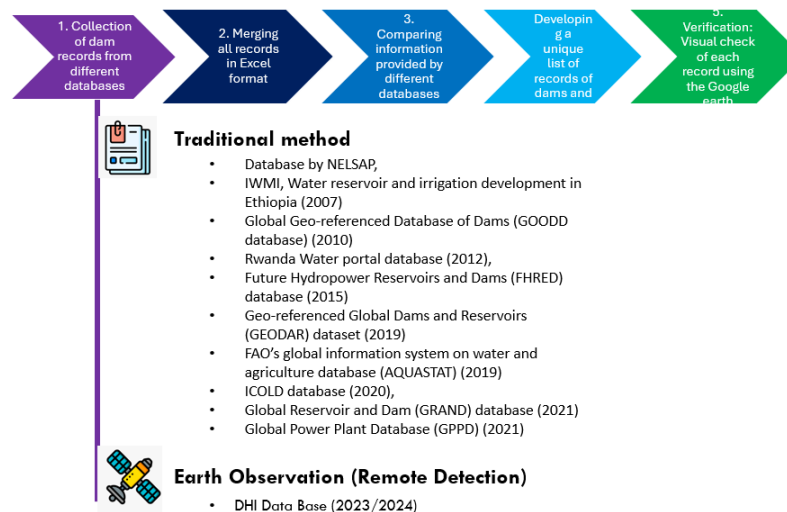 1. Collection
of dam
records from
different
databases
2. Merging
all records
in Excel
format
3.
Comparing
information
provided by
different
databases
Developin
g a
unique
list of
records of
dams and
5.
Verification:
Visual check
of each
record using
the Google
earth
Traditional method
• Database by NELSAP,
• IWMI, Water reservoir and irrigation development in
Ethiopia (2007)
• Global Geo-referenced Database of Dams (GOODD
database) (2010)
• Rwanda Water portal database (2012),
• Future Hydropower Reservoirs and Dams (FHRED)
database (2015)
• Geo-referenced Global Dams and Reservoirs
(GEODAR) dataset (2019)
• FAO's global information system on water and
agriculture database (AQUASTAT) (2019)
• ICOLD database (2020),
• Global Reservoir and Dam (GRAND) database (2021)
• Global Power Plant Database (GPPD) (2021)
Earth Observation (Remote Detection)
• DHI Data Base (2023/2024)